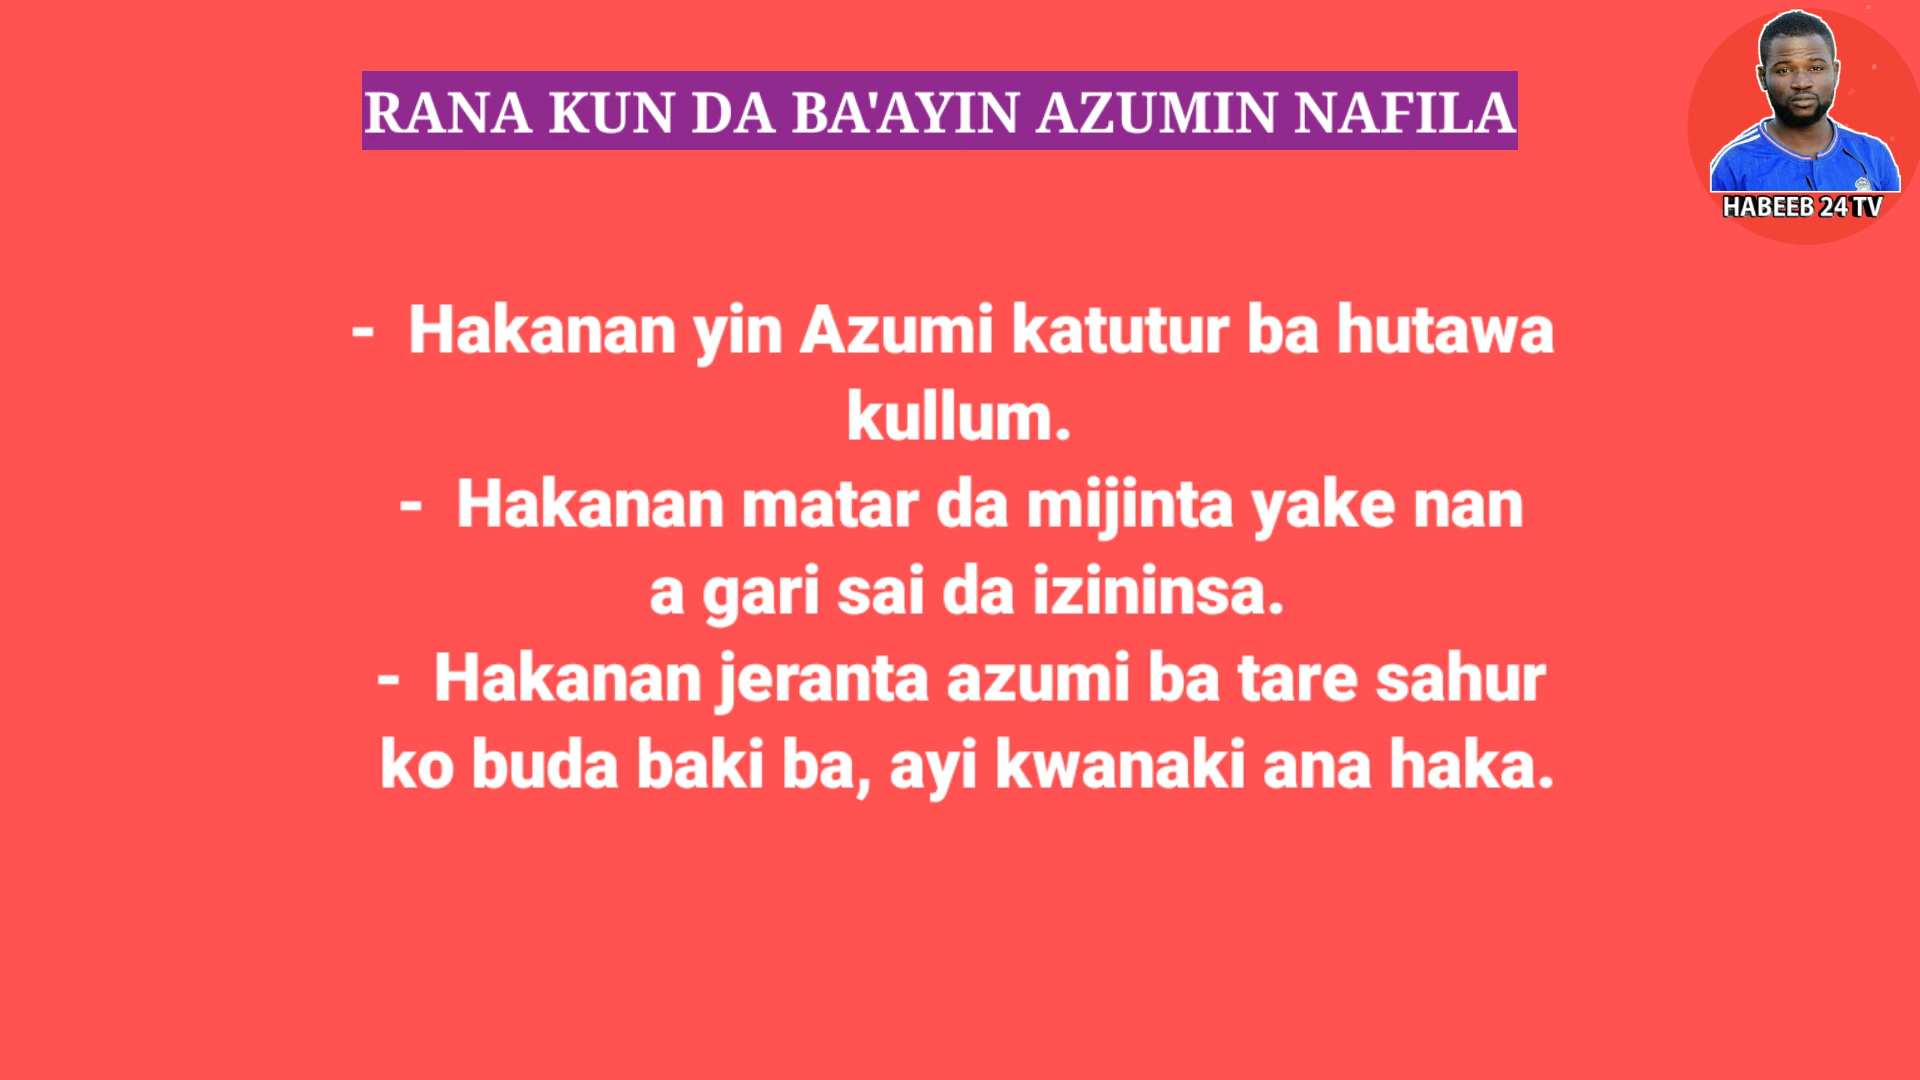 RANA KUN DA BA'AYIN AZUMIN NAFILA
HABEEB 24 TV
- Hakanan yin Azumi katutur ba hutawa
kullum.
- Hakanan matar da mijinta yake nan
a gari sai da izininsa.
- Hakanan jeranta azumi ba tare sahur
ko buda baki ba, ayi kwanaki ana haka.